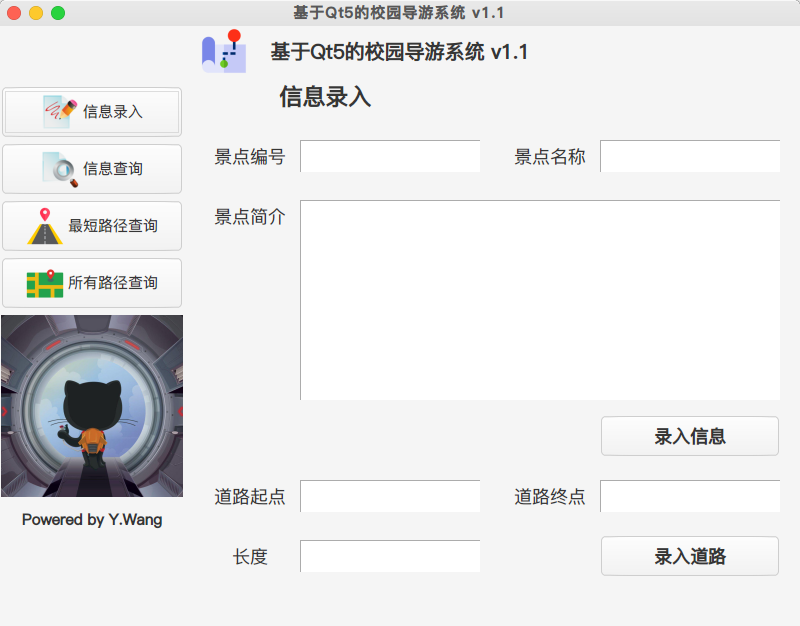 基于Qt5的校园导游系统 v1.1
基于Qt5的校园导游系统 v1.1
信息录入
信息录入
信息查询
最短路径查询
所有路径查询
Powered by Y.Wang
景点编号
景点名称
景点简介
录入信息
道路起点
道路终点
长度
录入道路